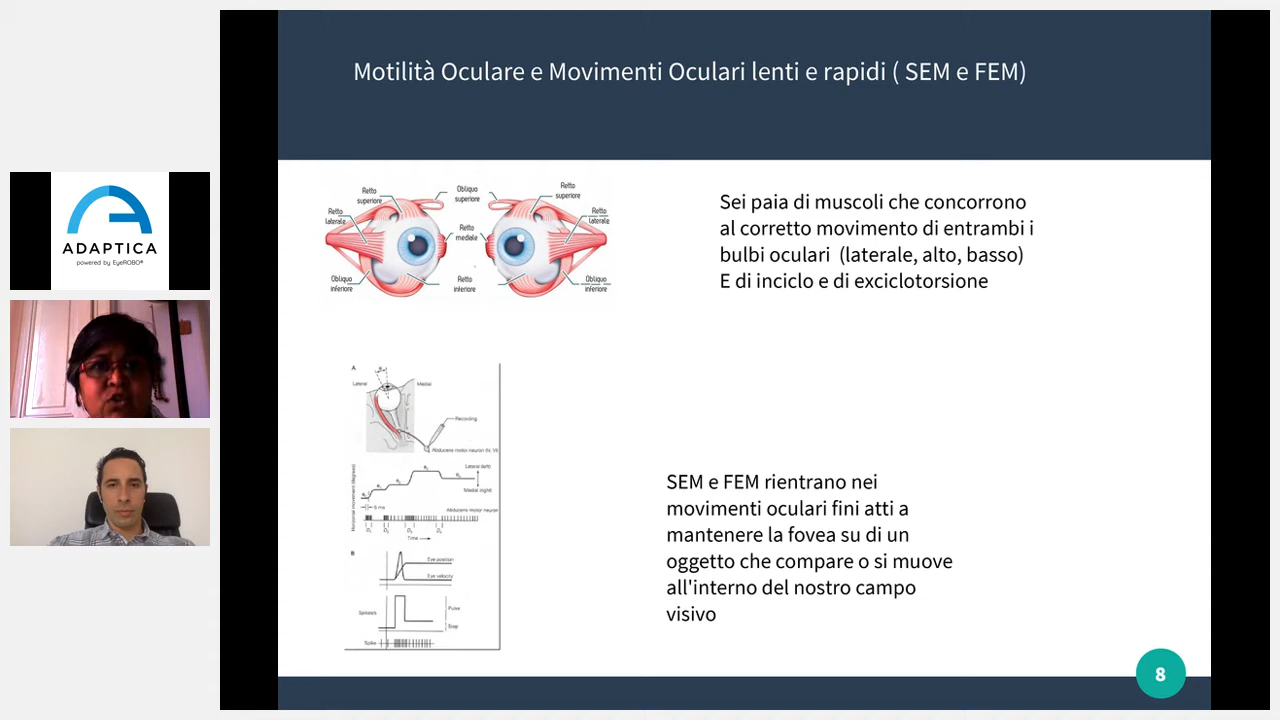 Motilità Oculare e Movimenti Oculari lenti e rapidi ( SEM e FEM)
ADAPTICA
powered by EyeROBO®
Retto superiore
Obliquo superiore
Retto superiore
Retto laterale
Retto laterale
Retto mediale
Obliquo inferiore
Retto inferiore
Obliquo inferiore
Sei paia di muscoli che concorrono
al corretto movimento di entrambi i
bulbi oculari (laterale, alto, basso)
E di inciclo e di exciclotorsione
A
Lateral
Medial
Recording
Abducens motor neuron
Lateral (left)
Medial (right)
Horizontal movement (degrees)
5 ms
Abducens motor neuron
Time
B
Eye position
Eye velocity
Spikes/s
Pulse
Step
Spike
SEM e FEM rientrano nei
movimenti oculari fini atti a
mantenere la fovea su di un
oggetto che compare o si muove
all'interno del nostro campo
visivo
8